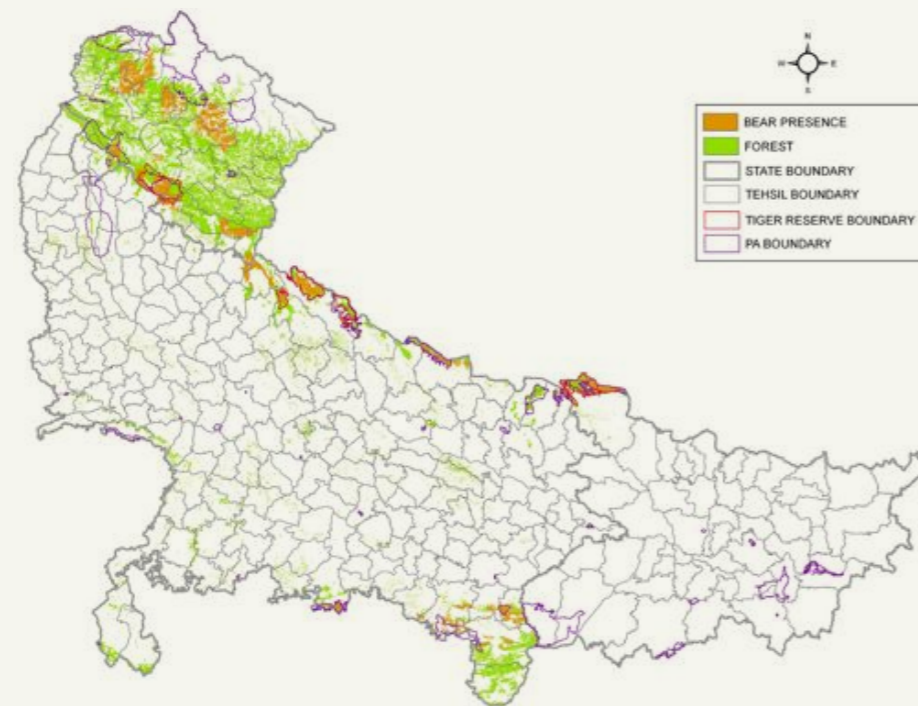 N
W E
S
BEAR PRESENCE
FOREST
STATE BOUNDARY
TEHSIL BOUNDARY
TIGER RESERVE BOUNDARY
PA BOUNDARY